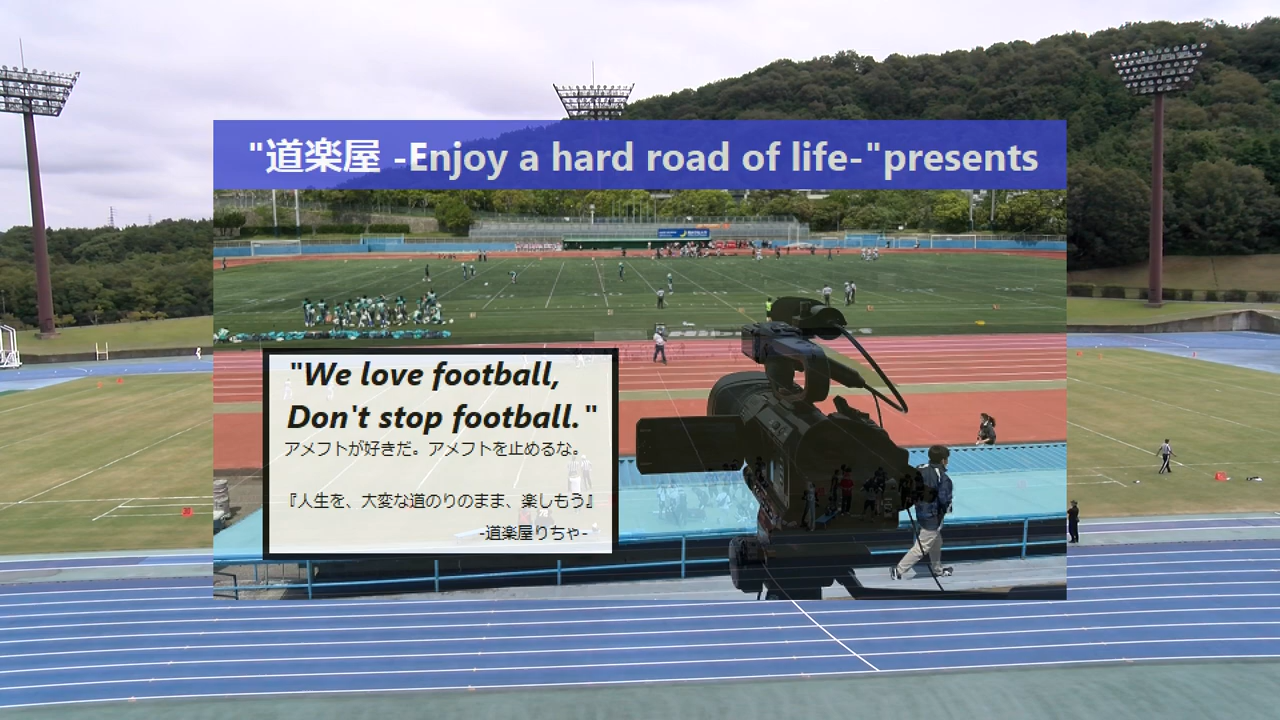 "道楽屋 -Enjoy a hard road of life-"presents
"We love football,
Don't stop football."
アメフトが好きだ。アメフトを止めるな。
『人生を、大変な道のりのまま、楽しもう』
-道楽屋りちゃ-